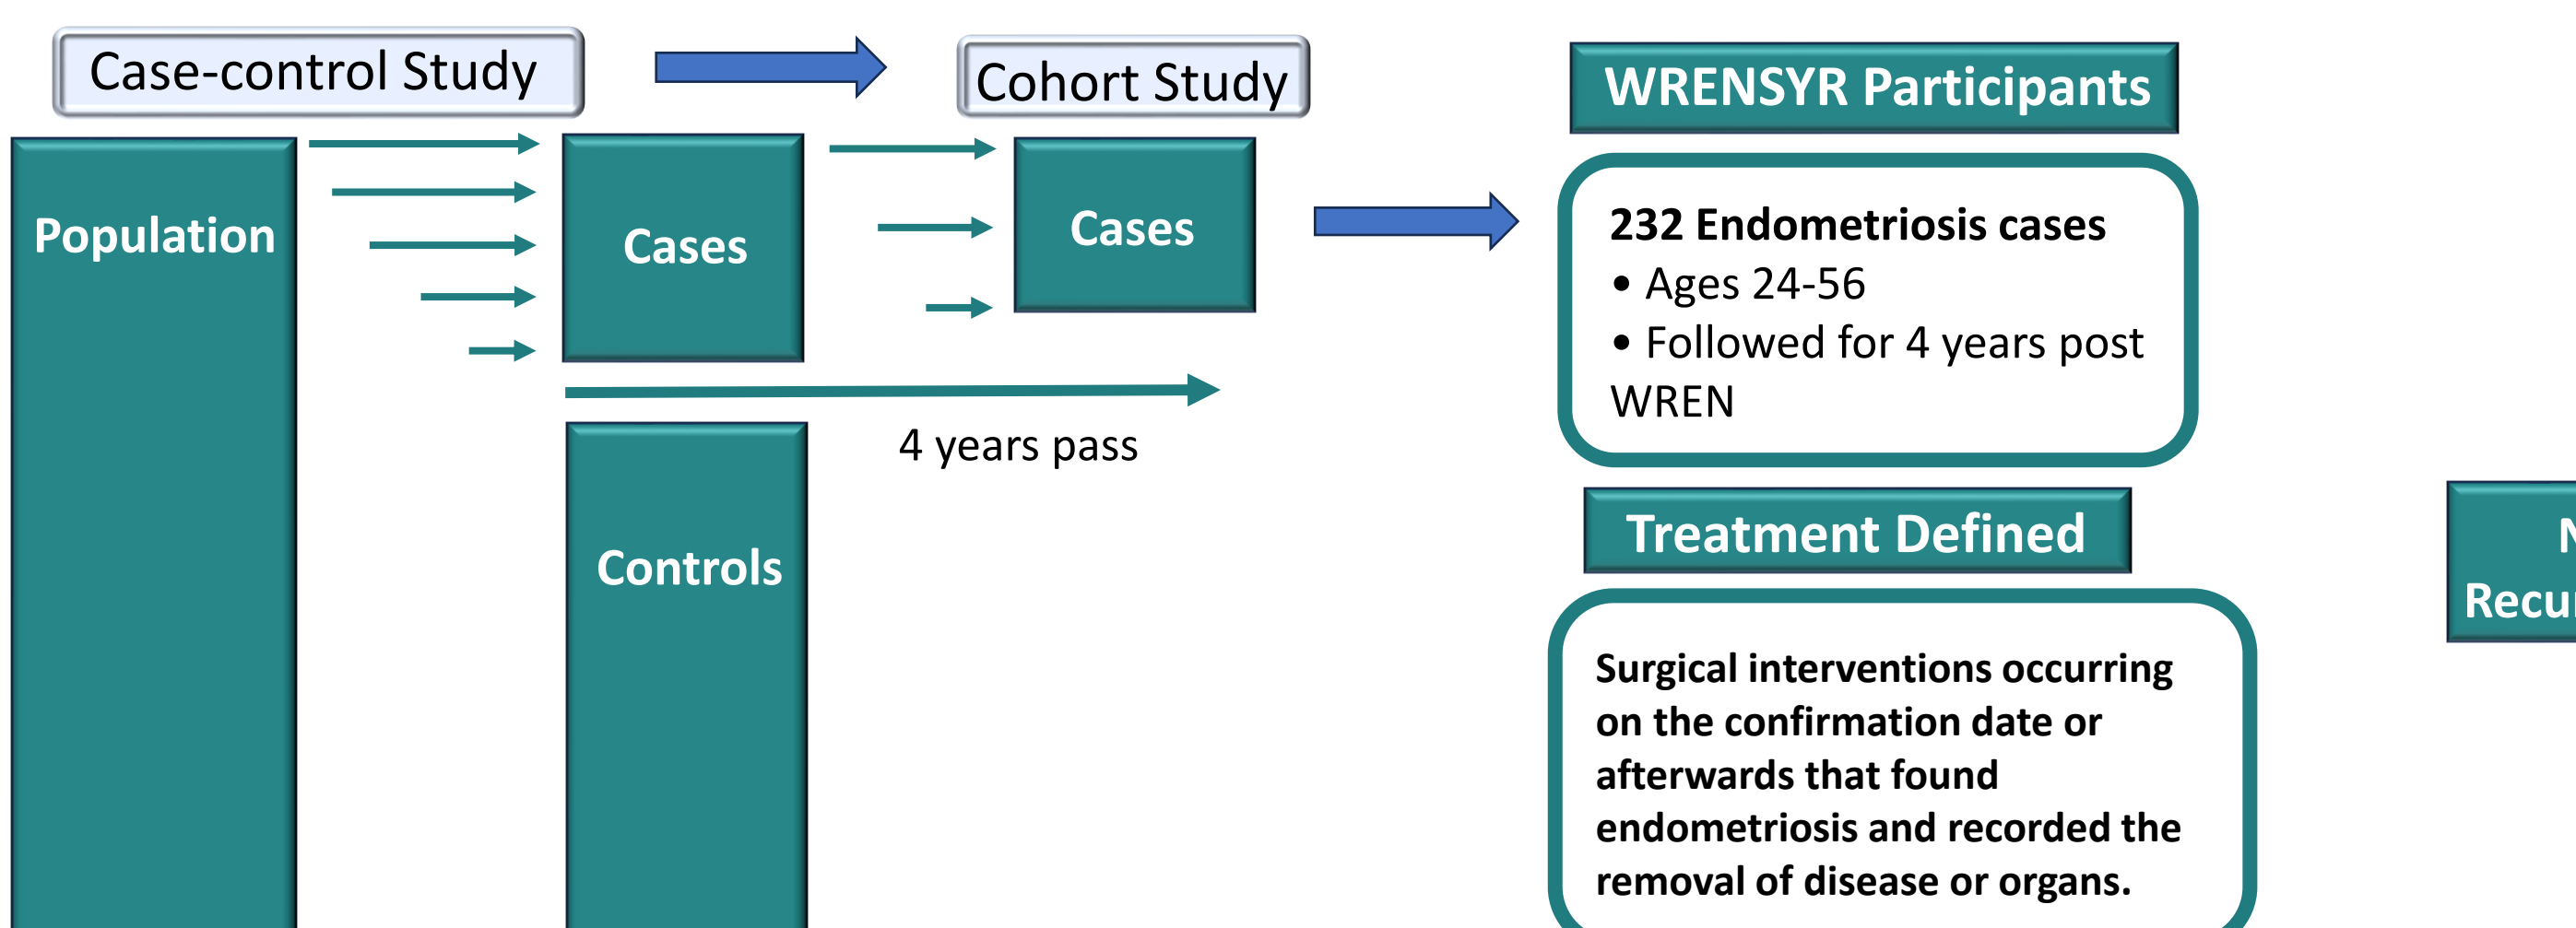 Case-control Study
Cohort Study
Population
Cases
Cases
4 years pass
Controls
WRENSYR Participants
232 Endometriosis cases
• Ages 24-56
• Followed for 4 years post
WREN
Treatment Defined
Surgical interventions occurring
on the confirmation date or
afterwards that found
endometriosis and recorded the
removal of disease or organs.